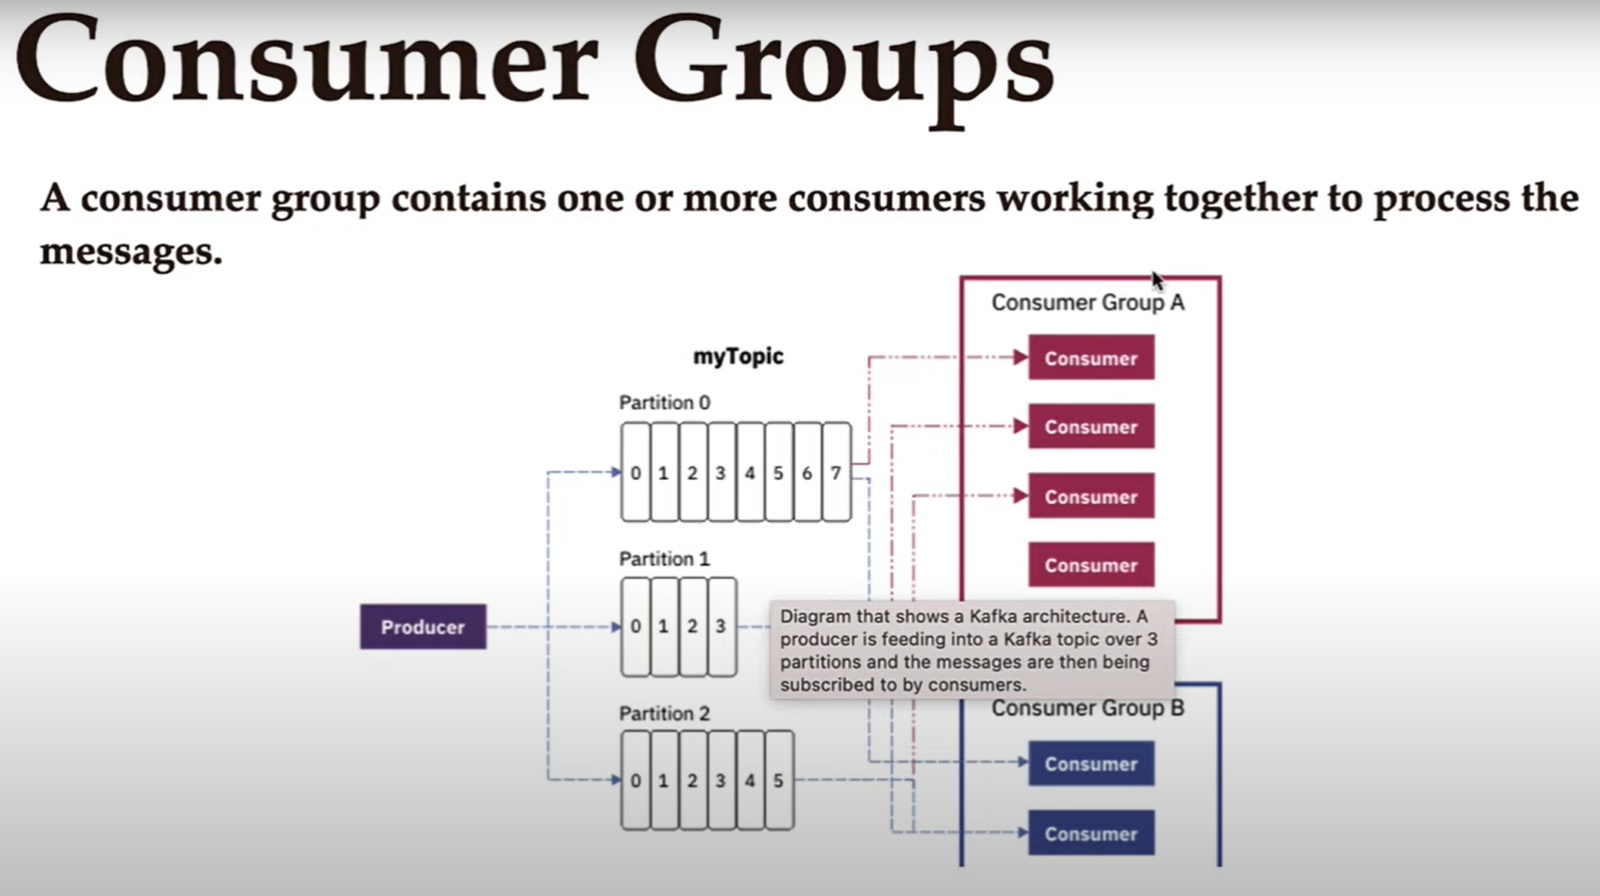 Consumer Groups
A consumer group contains one or more consumers working together to process the
messages.
Consumer Group A
Consumer
Consumer
Consumer
Consumer
myTopic
Partition 0
0 1 2 3 4 5 6 7
Partition 1
0 1 2 3
Producer
Partition 2
0 1 2 3 4 5
Diagram that shows a Kafka architecture. A
producer is feeding into a Kafka topic over 3
partitions and the messages are then being
subscribed to by consumers.
Consumer Group B
Consumer
Consumer